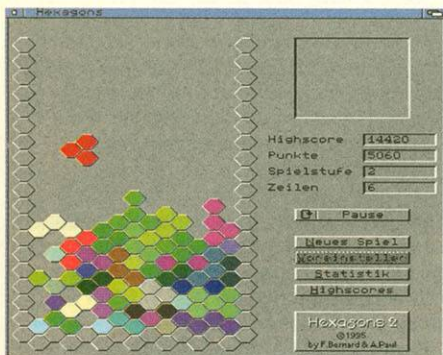 Hexagons
Highscore 14420
Punkte 5060
Spielstufe 2
Zeilen 6
Pause
Neues Spiel
Voreinsteller
Statistik
Highscores
Hexagons 2
©1995
by F.Bernard & A.Paul